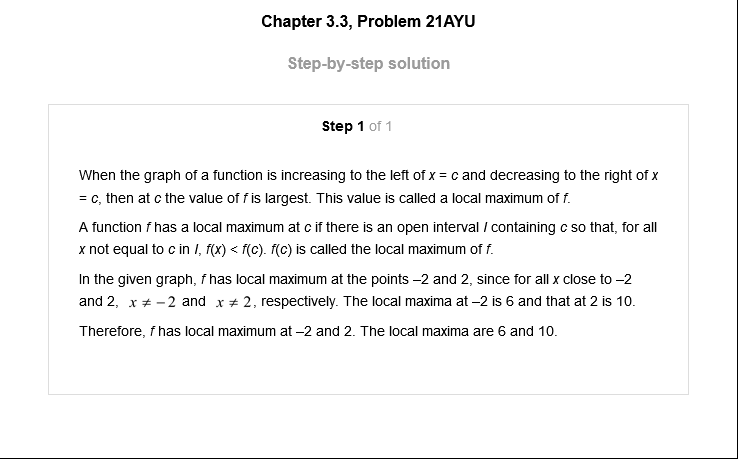 Chapter 3.3, Problem 21AYU
Step-by-step solution
Step 1 of 1
When the graph of a function is increasing to the left of x = c and decreasing to the right of x
= c, then at c the value of f is largest. This value is called a local maximum of f.
A function f has a local maximum at c if there is an open interval I containing c so that, for all
x not equal to c in I, f(x) < f(c). f(c) is called the local maximum of f.
In the given graph, f has local maximum at the points –2 and 2, since for all x close to –2
and 2, x ≠ −2 and x ≠ 2, respectively. The local maxima at –2 is 6 and that at 2 is 10.
Therefore, f has local maximum at –2 and 2. The local maxima are 6 and 10.